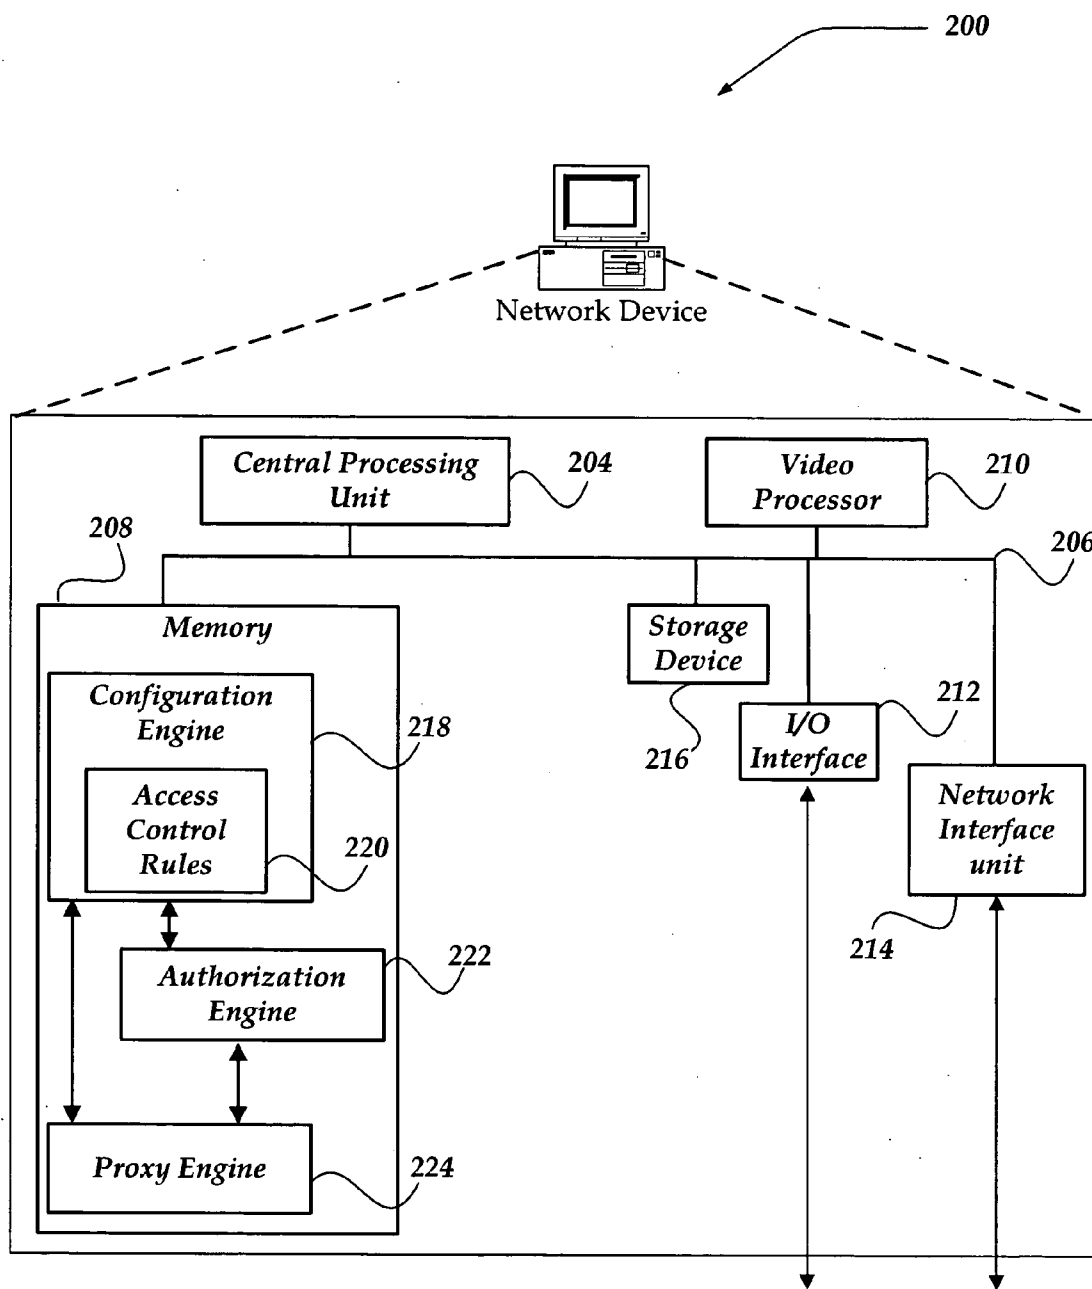 200
Network Device
Central Processing
Unit
204
Video
Processor
210
208
206
Memory
Storage
Device
216
Configuration
Engine
218
212
I/O
Interface
Access
Control
Rules
220
Network
Interface
unit
214
222
Authorization
Engine
Proxy Engine
224